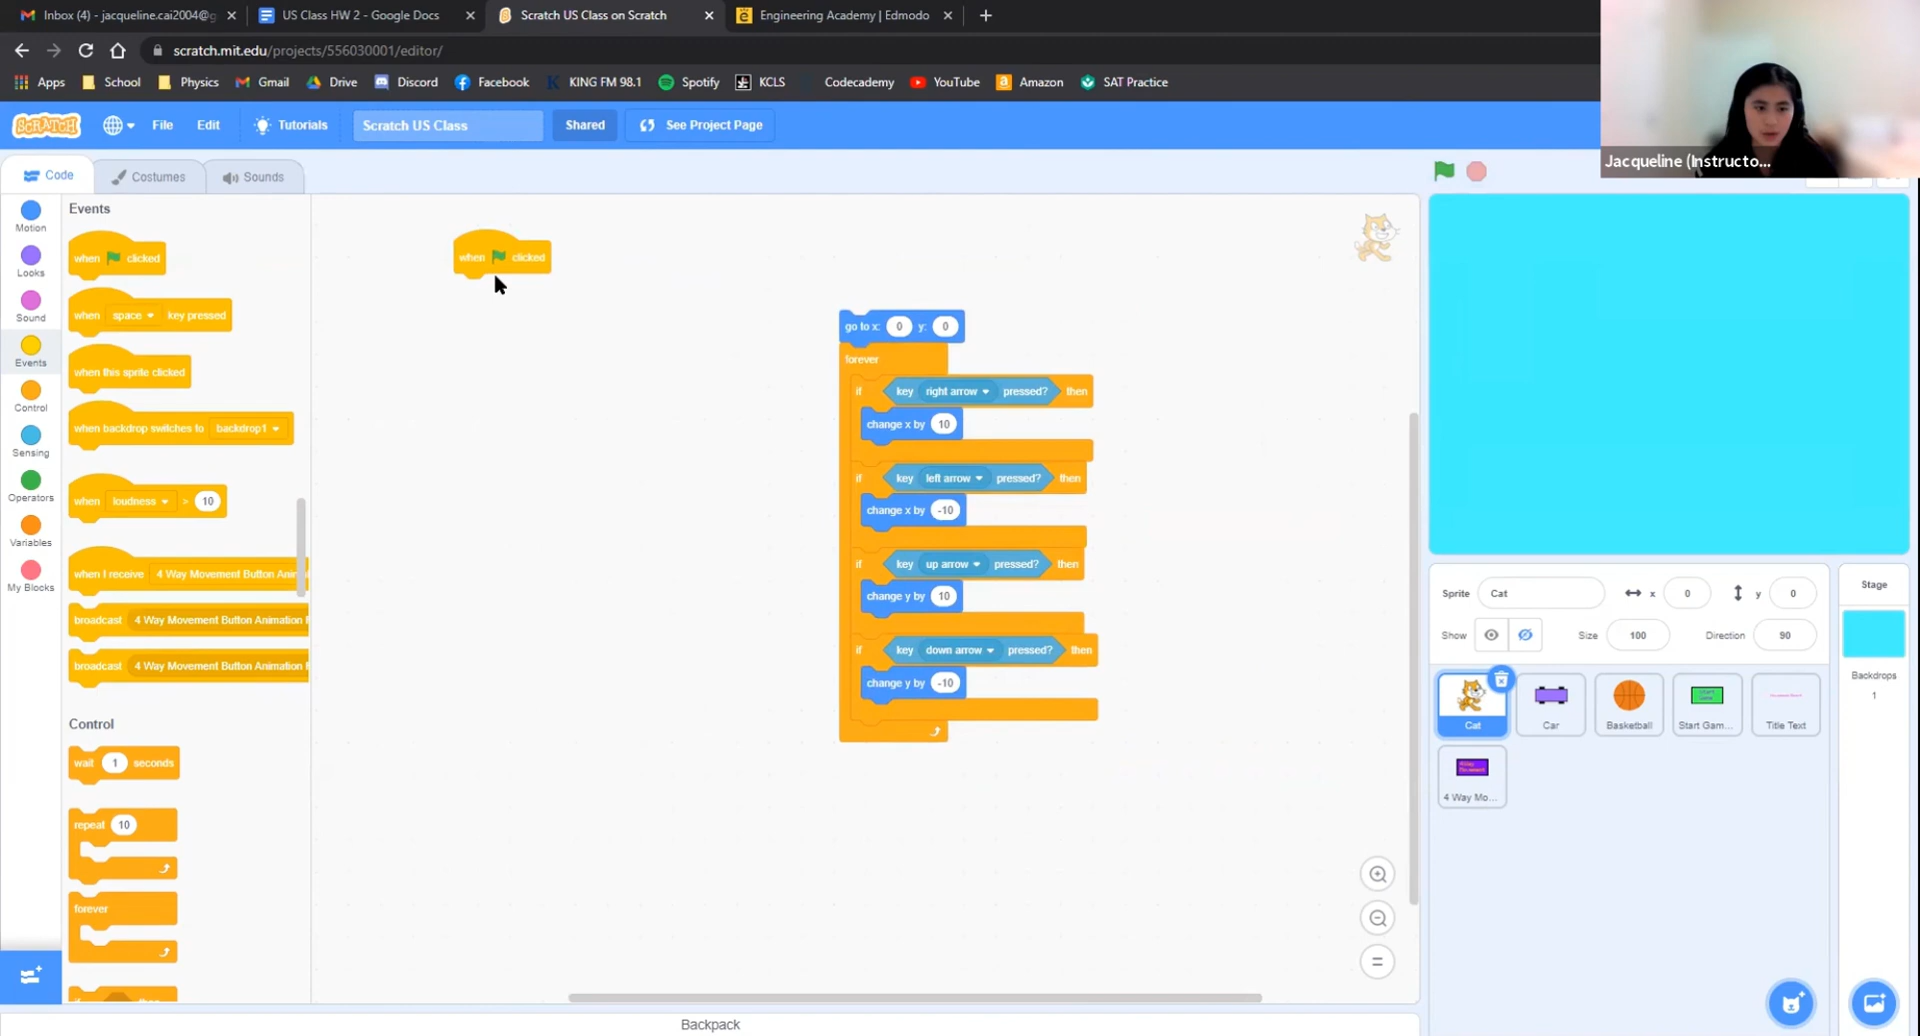 Inbox (4) - jacqueline.cai2004@g
US Class HW 2 - Google Docs
Scratch US Class on Scratch
Engineering Academy | Edmodo
scratch.mit.edu/projects/556030001/editor/
Apps
School
Physics
Gmail
Drive
Discord
Facebook
KING FM 98.1
Spotify
KCLS
Codecademy
YouTube
Amazon
SAT Practice
Jacqueline (Instructo...
SCRATCH
File
Edit
Tutorials
Scratch US Class
Shared
See Project Page
Code
Costumes
Sounds
Motion
Looks
Sound
Events
Control
Sensing
Operators
Variables
My Blocks
Events
when clicked
when space key pressed
when this sprite clicked
when backdrop switches to backdrop1
when loudness > 10
when I receive 4 Way Movement Button Anim
broadcast 4 Way Movement Button Animation
broadcast 4 Way Movement Button Animation
Control
wait 1 seconds
repeat 10
forever
when clicked
go to x: 0 y: 0
forever
if key right arrow pressed? then
change x by 10
if key left arrow pressed? then
change x by -10
if key up arrow pressed? then
change y by 10
if key down arrow pressed? then
change y by -10
Sprite Cat x 0 y 0
Show Size 100 Direction 90
Cat
Car
Basketball
Start Gam...
Title Text
4 Way Mo...
Stage
Backdrops
1
Backpack